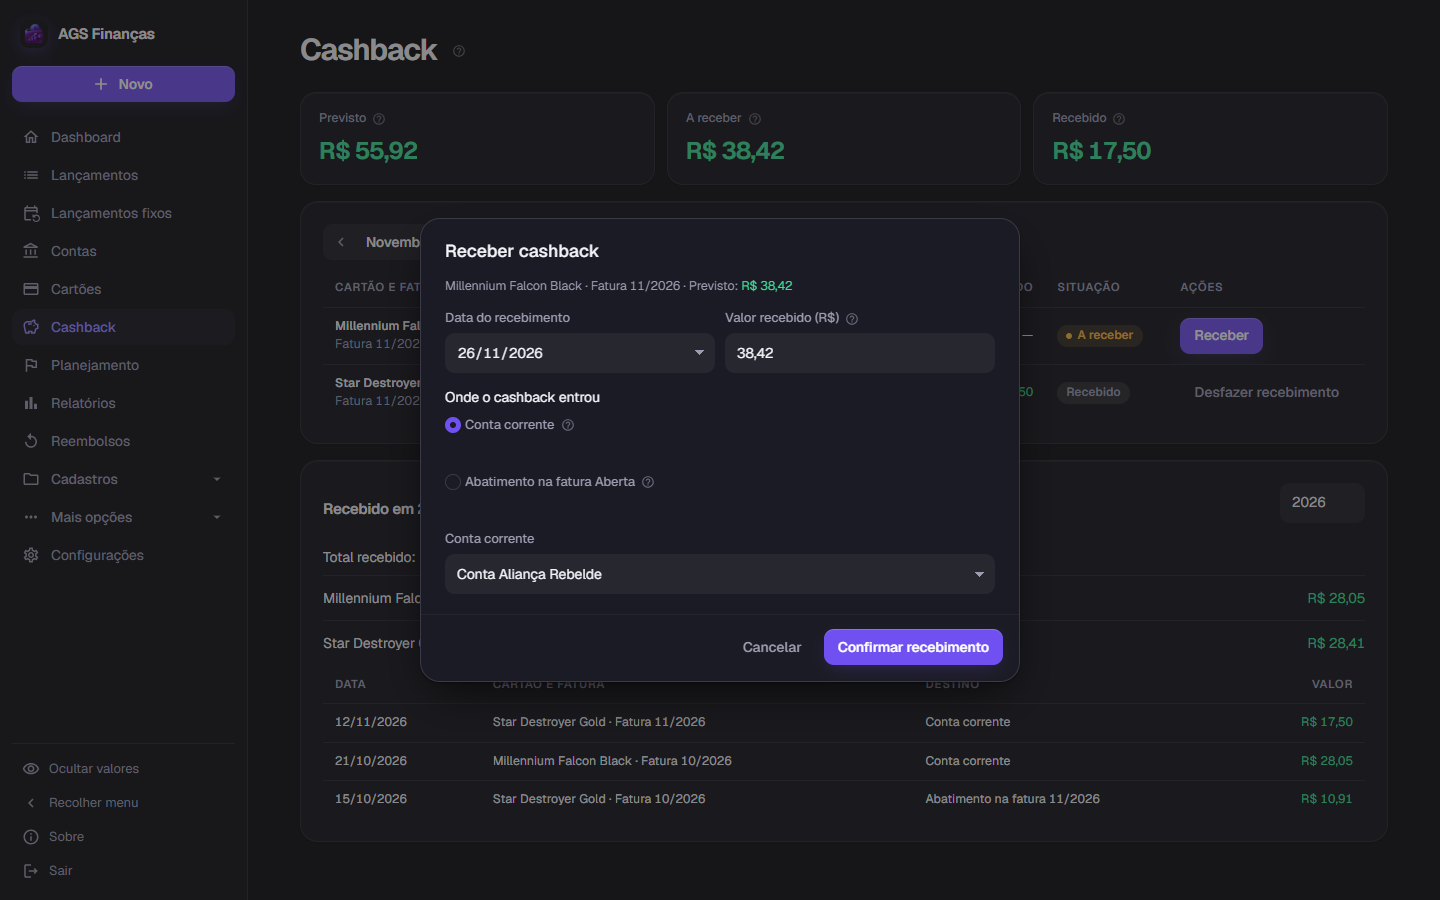 AGS Finanças
Cashback
Novo
Dashboard
Lançamentos
Lançamentos fixos
Contas
Cartões
Cashback
Planejamento
Relatórios
Reembolsos
Cadastros
Mais opções
Configurações
Ocultar valores
Recolher menu
Sobre
Sair
Previsto
R$ 55,92
A receber
R$ 38,42
Recebido
R$ 17,50
Novemb
CARTÃO E FAT
DO
SITUAÇÃO
AÇÕES
Millennium Fal
Fatura 11/202
—
A receber
Receber
Star Destroyer
Fatura 11/202
50
Recebido
Desfazer recebimento
Receber cashback
Millennium Falcon Black · Fatura 11/2026 · Previsto: R$ 38,42
Data do recebimento
Valor recebido (R$)
26/11/2026
38,42
Onde o cashback entrou
Conta corrente
Abatimento na fatura Aberta
Conta corrente
Conta Aliança Rebelde
Cancelar
Confirmar recebimento
Recebido em
2026
Total recebido:
Millennium Falc
R$ 28,05
Star Destroyer
R$ 28,41
DATA
CARTÃO E FATURA
DESTINO
VALOR
12/11/2026
Star Destroyer Gold · Fatura 11/2026
Conta corrente
R$ 17,50
21/10/2026
Millennium Falcon Black · Fatura 10/2026
Conta corrente
R$ 28,05
15/10/2026
Star Destroyer Gold · Fatura 10/2026
Abatimento na fatura 11/2026
R$ 10,91